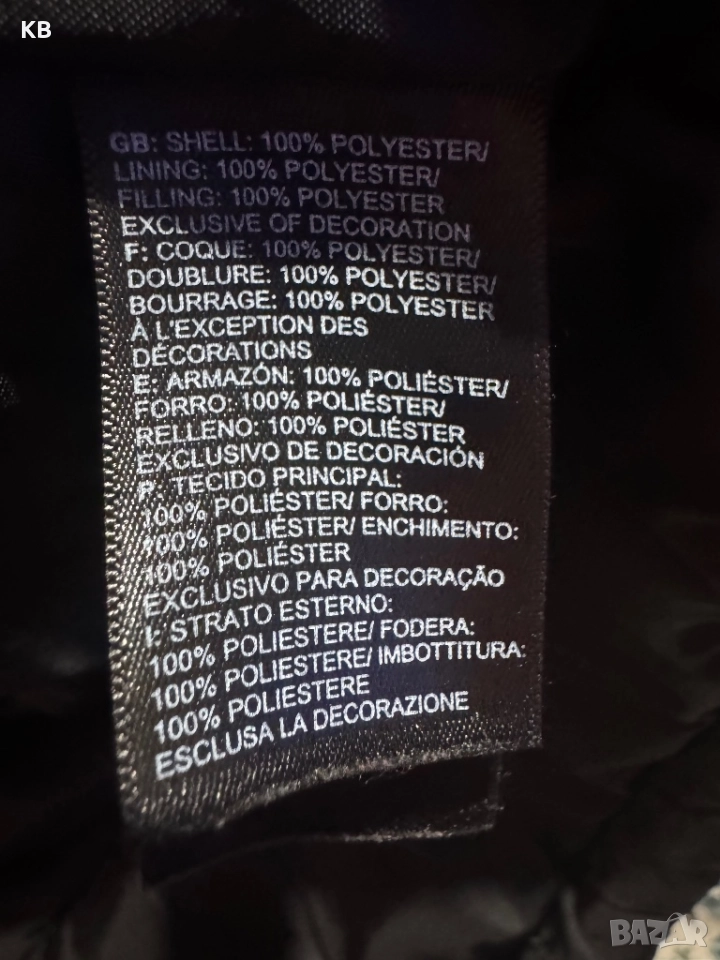 KB
GB: SHELL: 100% POLYESTER/
LINING: 100% POLYESTER/
FILLING: 100% POLYESTER
EXCLUSIVE OF DECORATION
F: COQUE: 100% POLYESTER/
DOUBLURE: 100% POLYESTER/
BOURRAGE: 100% POLYESTER
À L'EXCEPTION DES
DÉCORATIONS
E: ARMAZÓN: 100% POLIÉSTER/
FORRO: 100% POLIÉSTER/
RELLENO: 100% POLIÉSTER
EXCLUSIVO DE DECORACIÓN
P: TECIDO PRINCIPAL:
100% POLIÉSTER/ FORRO:
100% POLIÉSTER/ ENCHIMENTO:
100% POLIÉSTER
EXCLUSIVO PARA DECORAÇÃO
I: STRATO ESTERNO:
100% POLIESTERE/ FODERA:
100% POLIESTERE/ IMBOTTITURA:
100% POLIESTERE
ESCLUSA LA DECORAZIONE
BAZAR